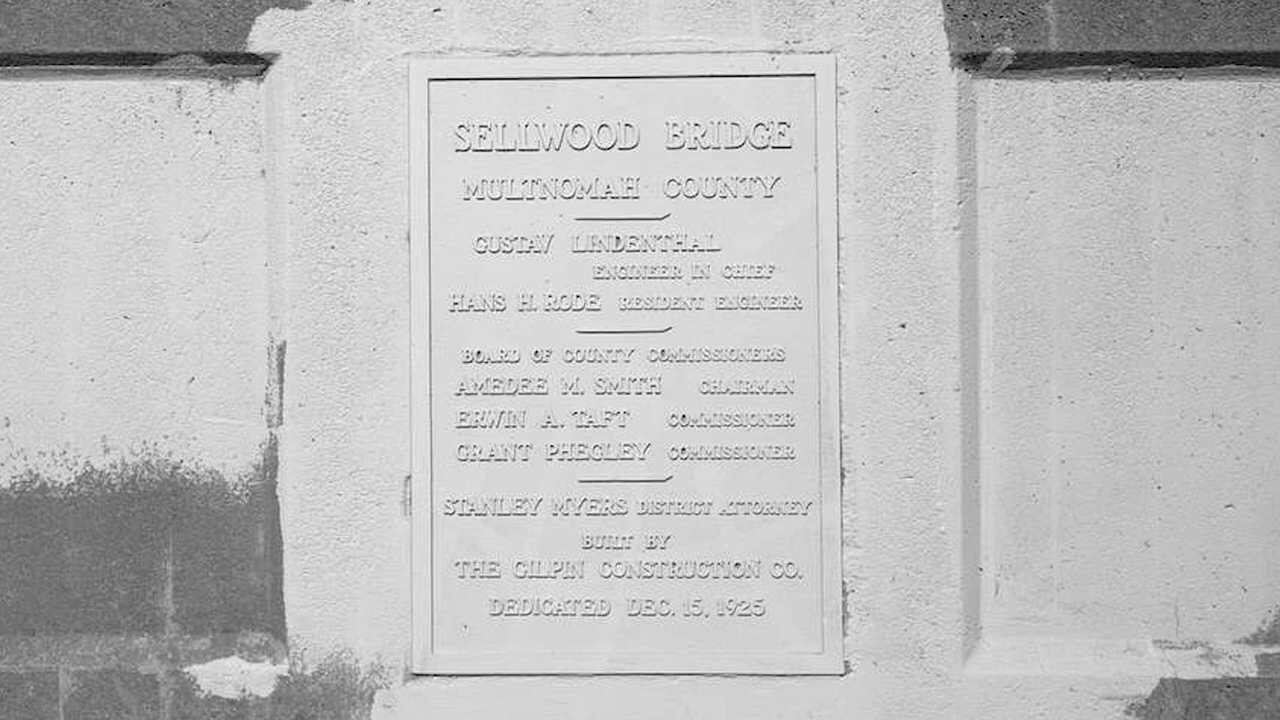 SELLWOOD BRIDGE
MULTNOMAH COUNTY
GUSTAV LINDENTHAL
ENGINEER IN CHIEF
HANS H. RODE RESIDENT ENGINEER
BOARD OF COUNTY COMMISSIONERS
AMEDEE M. SMITH CHAIRMAN
ERWIN A. TAFT COMMISSIONER
GRANT PHEGLEY COMMISSIONER
STANLEY MYERS DISTRICT ATTORNEY
BUILT BY
THE GILPIN CONSTRUCTION CO.
DEDICATED DEC. 15, 1925